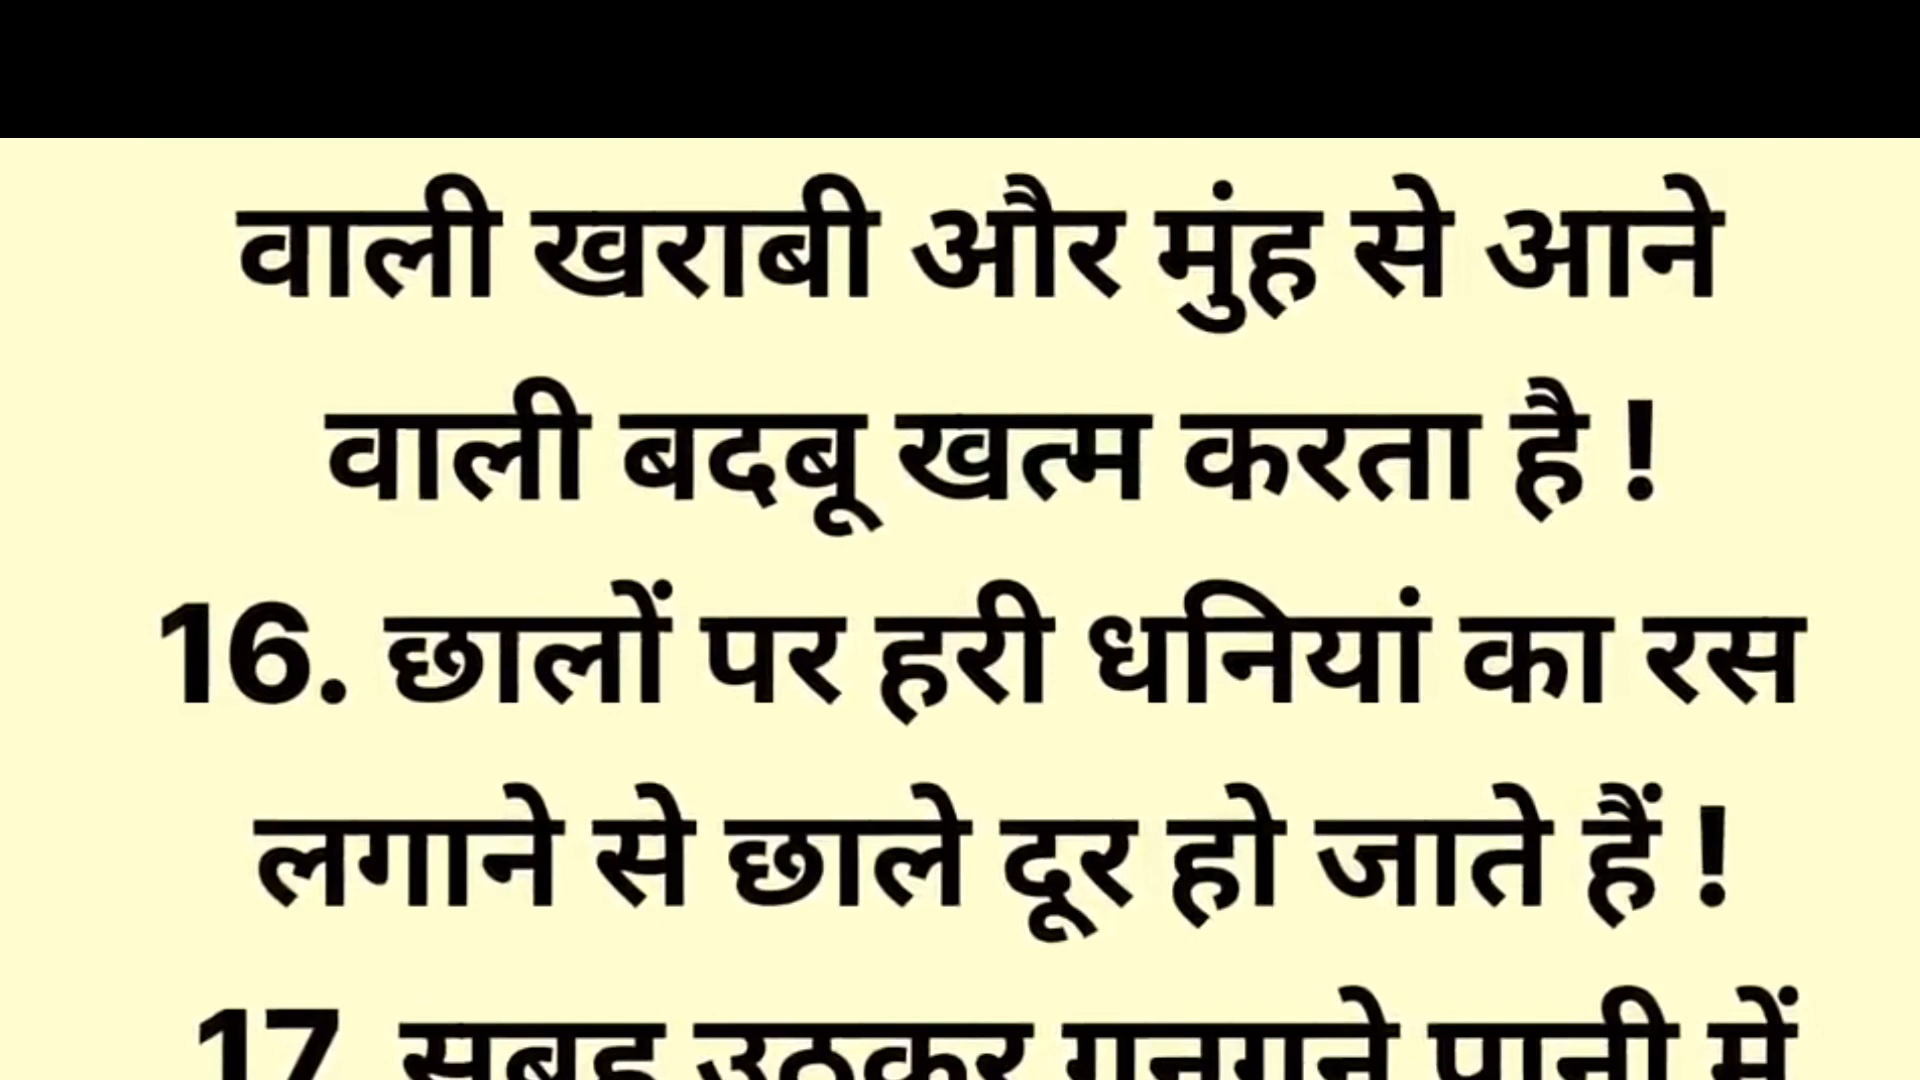 वाली खराबी और मुंह से आने
वाली बदबू खत्म करता है !
16. छालों पर हरी धनियां का रस
लगाने से छाले दूर हो जाते हैं !
17. सुबह उठकर गुनगुने पानी में